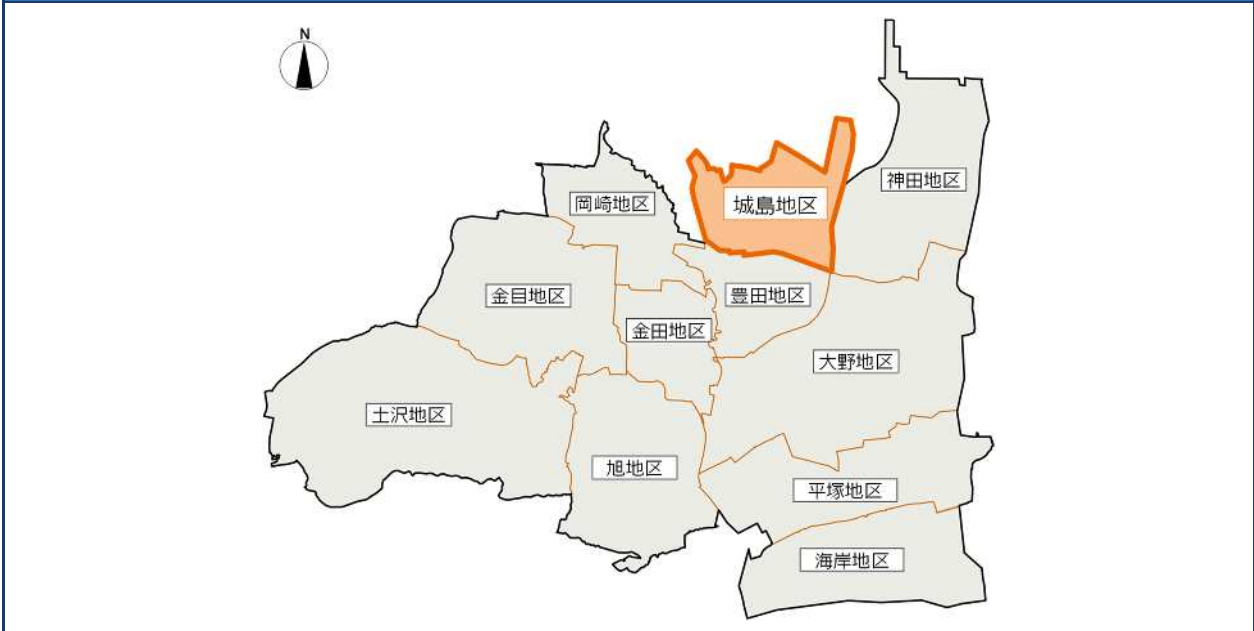 N
神田地区
城島地区
岡崎地区
金目地区
豊田地区
金田地区
大野地区
土沢地区
旭地区
平塚地区
海岸地区